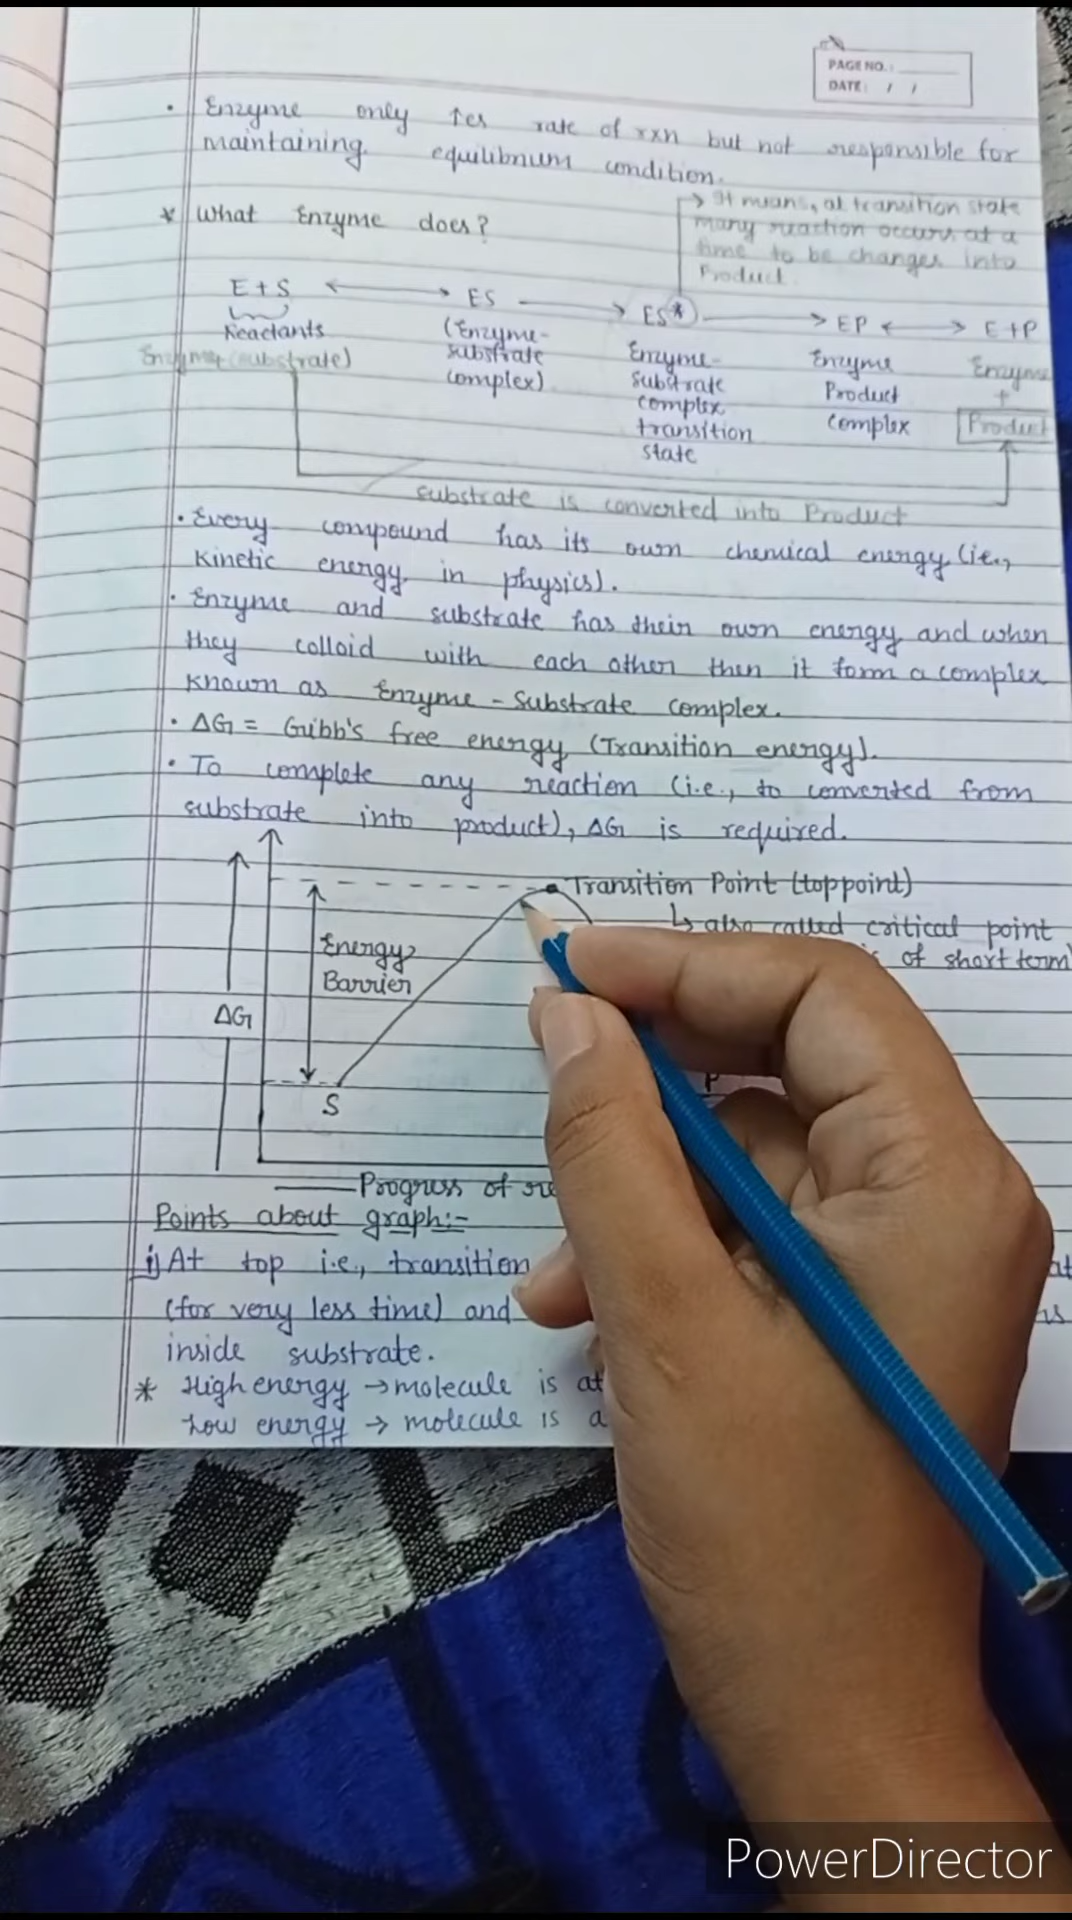 PAGE NO.:
DATE: / /
• Enzyme only ↑es rate of rxn but not responsible for
maintaining equilibrium condition.
* What Enzyme does?
→ It means, at transition state
many reaction occurs at a
time to be changes into
Product.
E+S ⟷ ES ⟶ ES* ⟶ EP ⟷ E+P
Reactants
(substrate)
(Enzyme-
substrate
complex)
Enzyme-
Substrate
complex
transition
state
Enzyme
Product
complex
Enzyme
+
Product
substrate is converted into Product
• Every compound has its own chemical energy (i.e.,
Kinetic energy in physics).
• Enzyme and substrate has their own energy and when
they colloid with each other then it form a complex
Known as Enzyme - Substrate complex.
• ΔG = Gibb's free energy (Transition energy).
• To complete any reaction (i.e., to converted from
substrate into product), ΔG is required.
Transition Point (top point)
↳ also called critical point
of short term
Energy
Barrier
ΔG
S
P
Progress of
Points about graph:-
i) At top i.e., transition
(for very less time) and
inside substrate.
* High energy → molecule is at
Low energy → molecule is a
PowerDirector